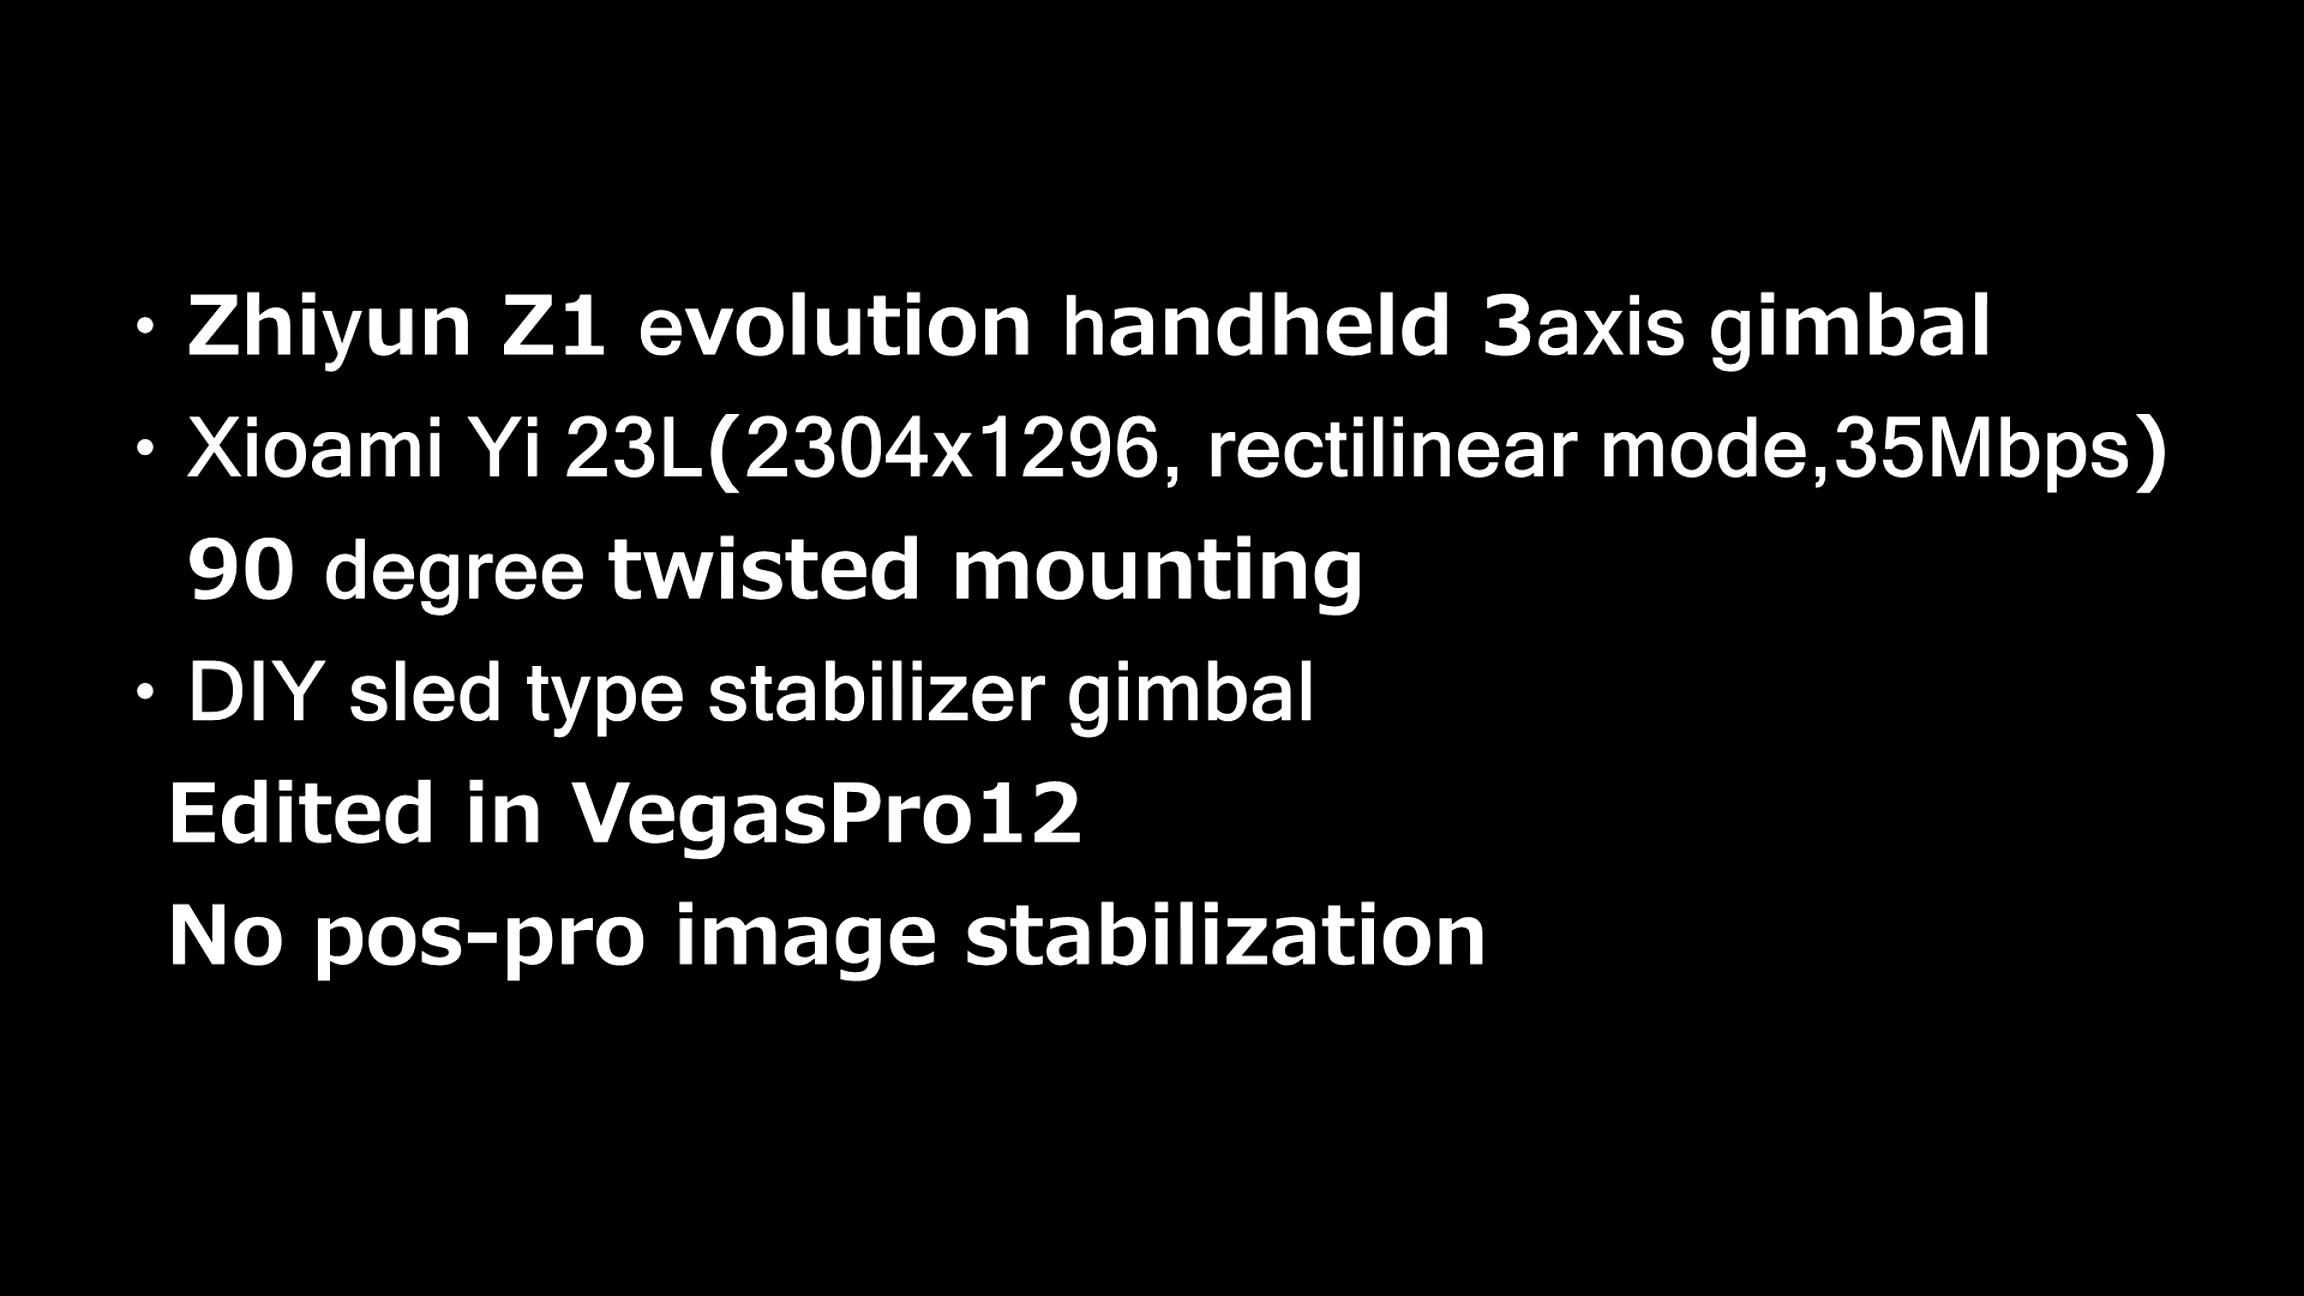 ・Zhiyun Z1 evolution handheld 3axis gimbal
・Xioami Yi 23L(2304x1296, rectilinear mode,35Mbps)
90 degree twisted mounting
・DIY sled type stabilizer gimbal
Edited in VegasPro12
No pos-pro image stabilization